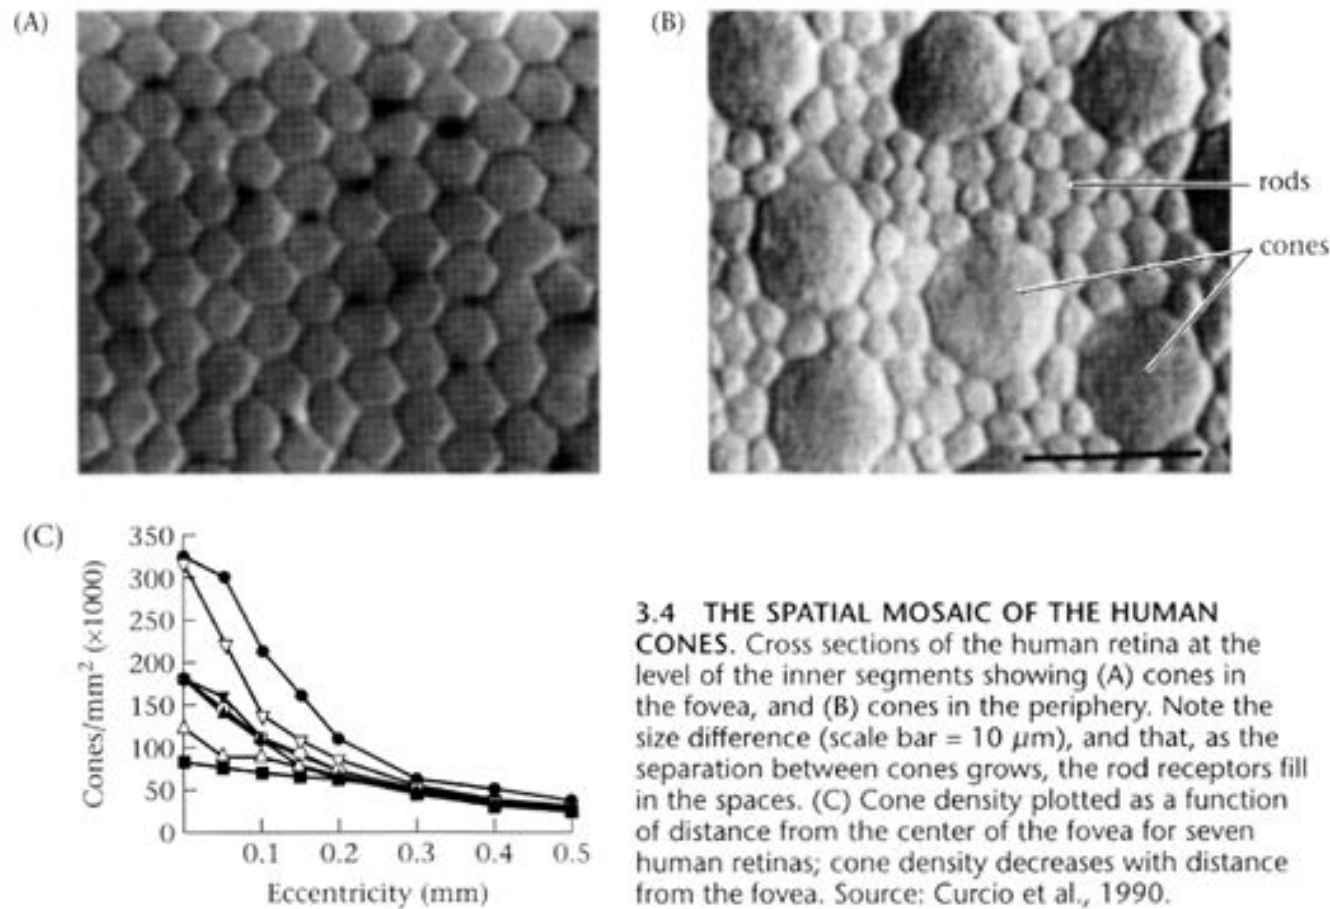 (A)
(B)
rods
cones
(C)
Cones/mm² (×1000)
350
300
250
200
150
100
50
0
0.1 0.2 0.3 0.4 0.5
Eccentricity (mm)
3.4 THE SPATIAL MOSAIC OF THE HUMAN
CONES. Cross sections of the human retina at the
level of the inner segments showing (A) cones in
the fovea, and (B) cones in the periphery. Note the
size difference (scale bar = 10 μm), and that, as the
separation between cones grows, the rod receptors fill
in the spaces. (C) Cone density plotted as a function
of distance from the center of the fovea for seven
human retinas; cone density decreases with distance
from the fovea. Source: Curcio et al., 1990.